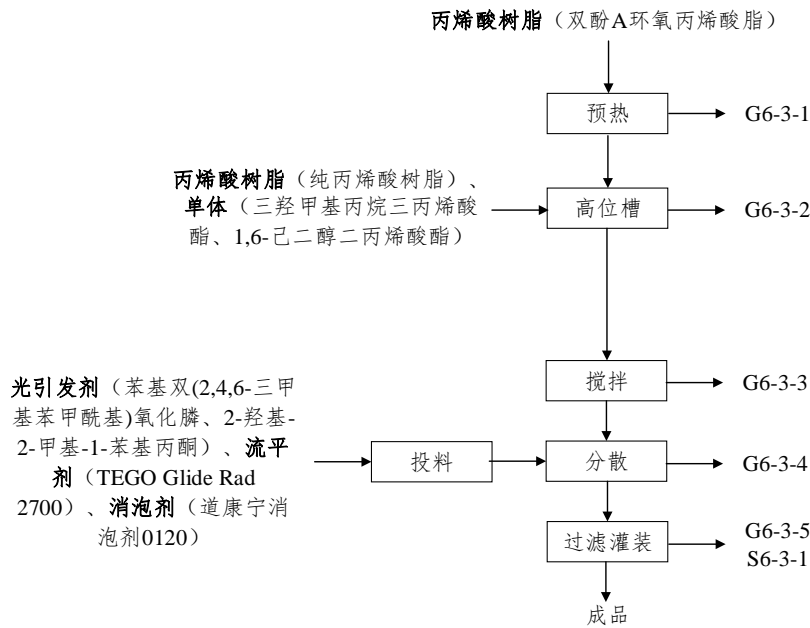 丙烯酸树脂（双酚A环氧丙烯酸脂）
预热
G6-3-1
丙烯酸树脂（纯丙烯酸树脂）、
单体（三羟甲基丙烷三丙烯酸
酯、1,6-己二醇二丙烯酸酯）
高位槽
G6-3-2
搅拌
G6-3-3
光引发剂（苯基双(2,4,6-三甲
基苯甲酰基)氧化膦、2-羟基-
2-甲基-1-苯基丙酮）、流平
剂（TEGO Glide Rad
2700）、消泡剂（道康宁消
泡剂0120）
投料
分散
G6-3-4
过滤灌装
G6-3-5
S6-3-1
成品